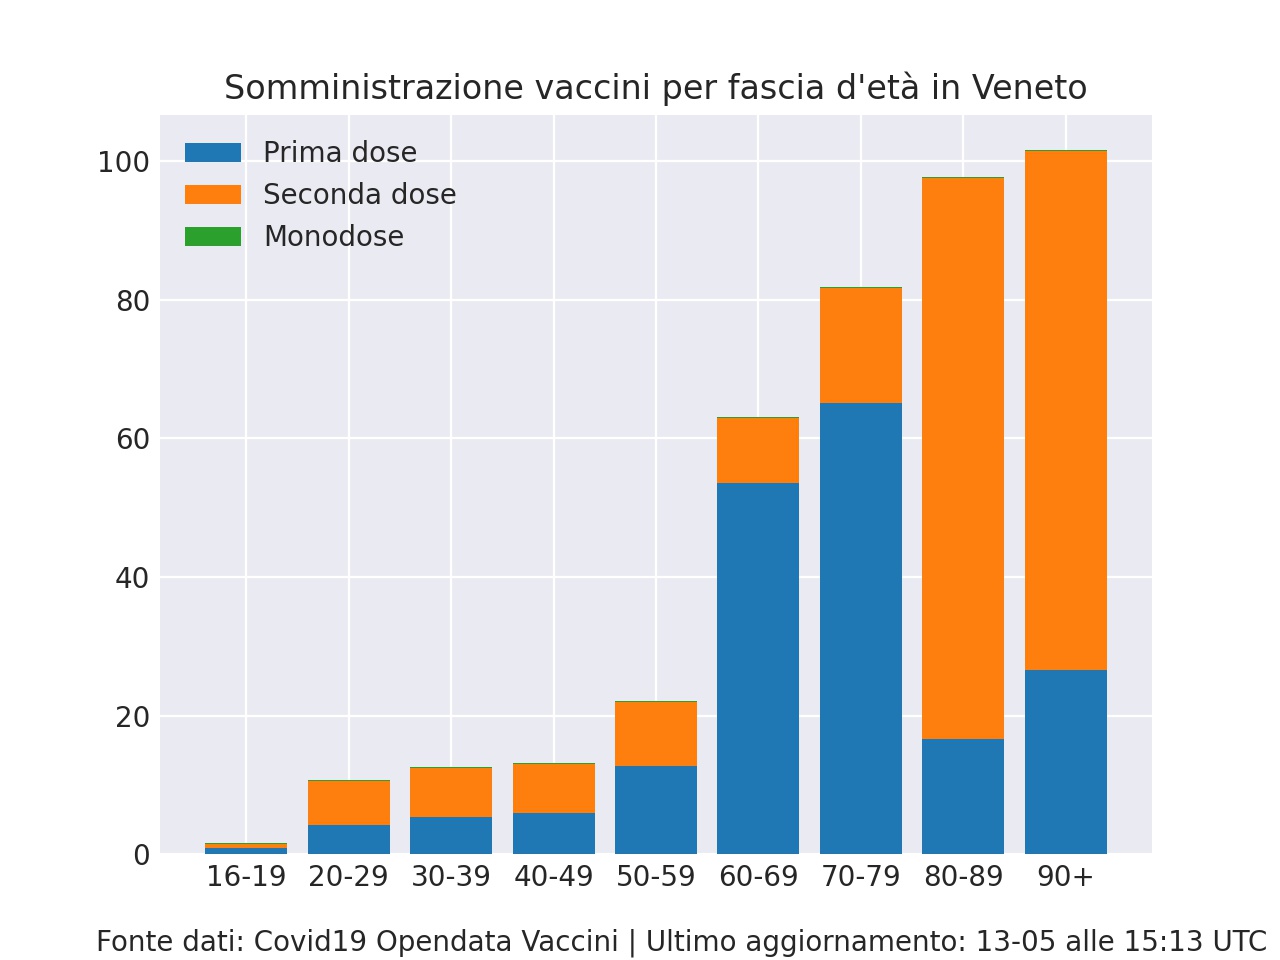 Somministrazione vaccini per fascia d'età in Veneto
Prima dose
Seconda dose
Monodose
100
80
60
40
20
0
16-19 20-29 30-39 40-49 50-59 60-69 70-79 80-89 90+
Fonte dati: Covid19 Opendata Vaccini | Ultimo aggiornamento: 13-05 alle 15:13 UTC